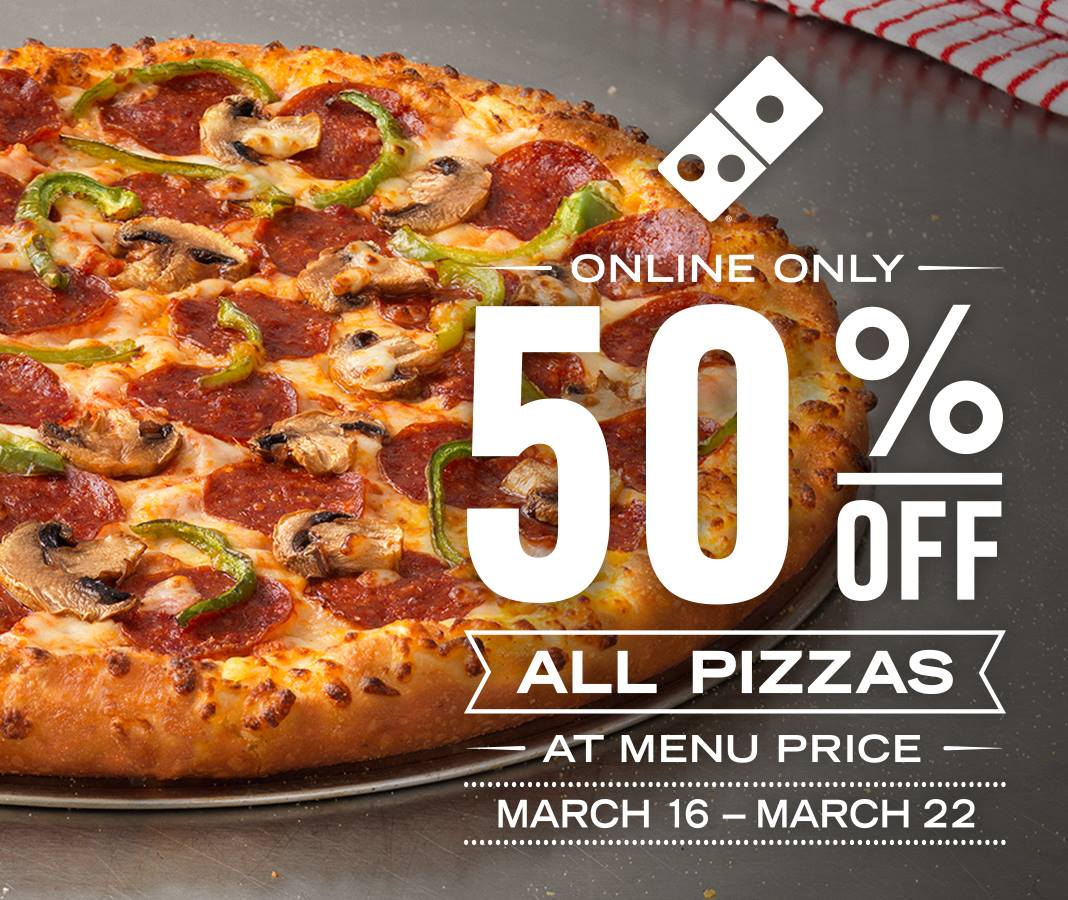 ONLINE ONLY
50%
OFF
ALL PIZZAS
AT MENU PRICE
MARCH 16 – MARCH 22